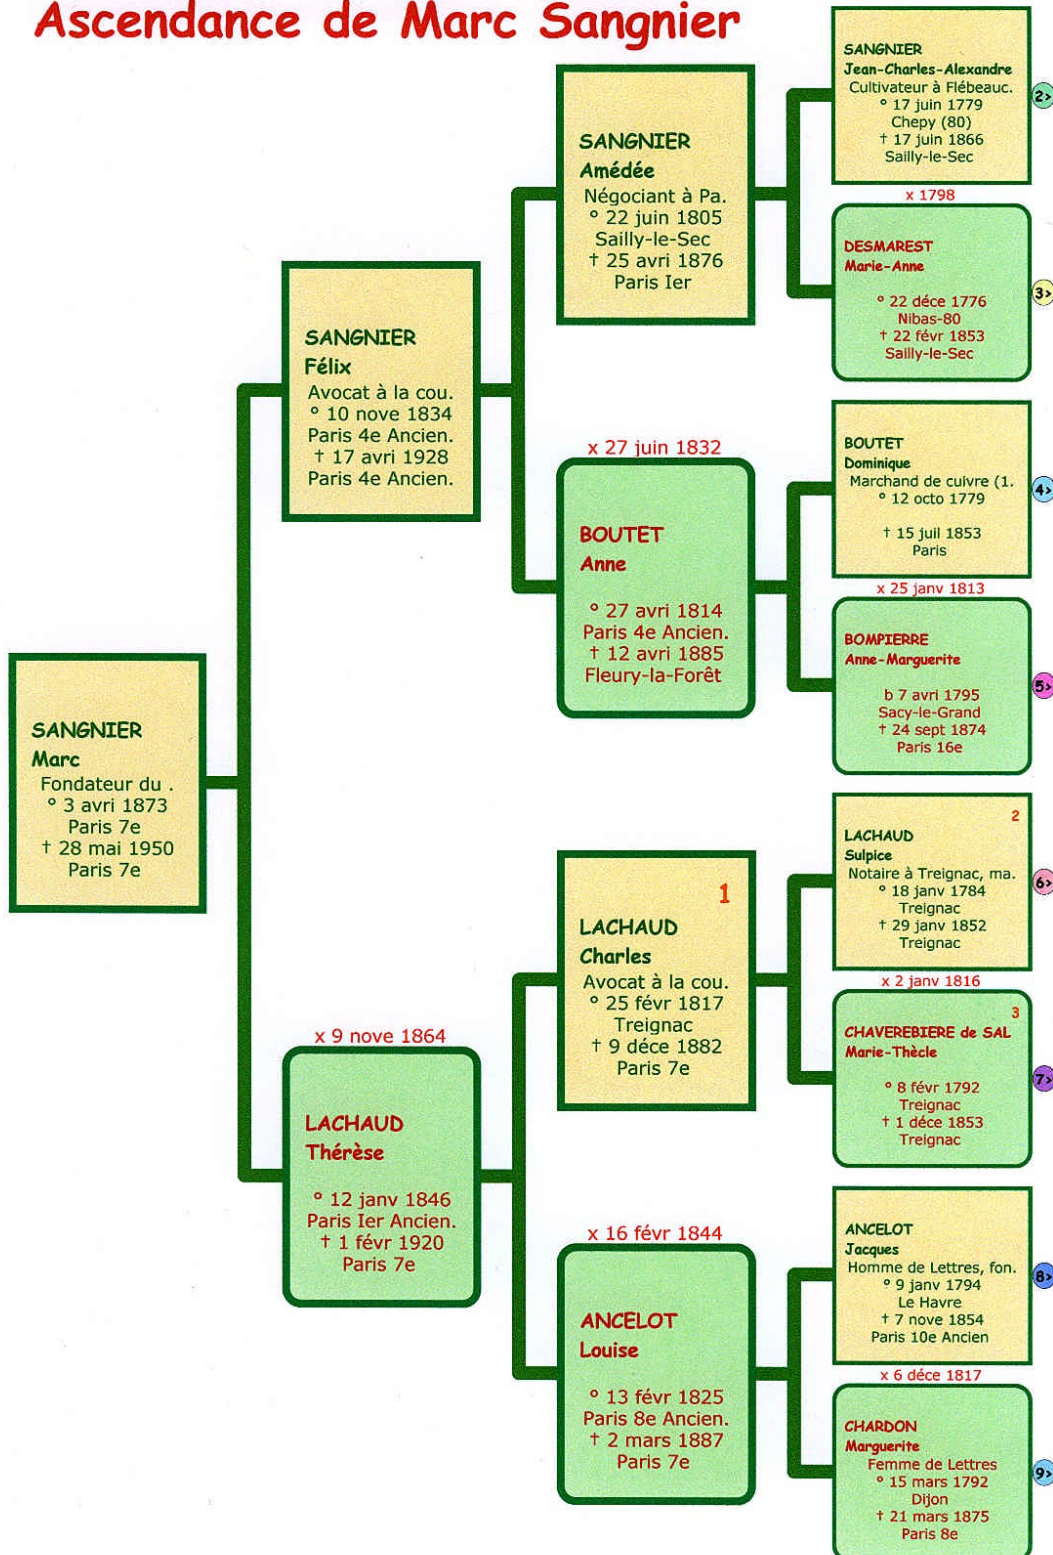 Ascendance de Marc Sangnier
SANGNIER
Marc
Fondateur du .
° 3 avri 1873
Paris 7e
† 28 mai 1950
Paris 7e
SANGNIER
Félix
Avocat à la cou.
° 10 nove 1834
Paris 4e Ancien.
† 17 avri 1928
Paris 4e Ancien.
x 9 nove 1864
LACHAUD
Thérèse
° 12 janv 1846
Paris Ier Ancien.
† 1 févr 1920
Paris 7e
SANGNIER
Amédée
Négociant à Pa.
° 22 juin 1805
Sailly-le-Sec
† 25 avri 1876
Paris Ier
x 27 juin 1832
BOUTET
Anne
° 27 avri 1814
Paris 4e Ancien.
† 12 avri 1885
Fleury-la-Forêt
1
LACHAUD
Charles
Avocat à la cou.
° 25 févr 1817
Treignac
† 9 déce 1882
Paris 7e
x 16 févr 1844
ANCELOT
Louise
° 13 févr 1825
Paris 8e Ancien.
† 2 mars 1887
Paris 7e
SANGNIER
Jean-Charles-Alexandre
Cultivateur à Flébeauc.
° 17 juin 1779
Chepy (80)
† 17 juin 1866
Sailly-le-Sec
2>
x 1798
DESMAREST
Marie-Anne
° 22 déce 1776
Nibas-80
† 22 févr 1853
Sailly-le-Sec
3>
BOUTET
Dominique
Marchand de cuivre (1.
° 12 octo 1779
† 15 juil 1853
Paris
4>
x 25 janv 1813
BOMPIERRE
Anne-Marguerite
b 7 avri 1795
Sacy-le-Grand
† 24 sept 1874
Paris 16e
5>
2
LACHAUD
Sulpice
Notaire à Treignac, ma.
° 18 janv 1784
Treignac
† 29 janv 1852
Treignac
6>
x 2 janv 1816
3
CHAVEREBIERE de SAL
Marie-Thècle
° 8 févr 1792
Treignac
† 1 déce 1853
Treignac
7>
ANCELOT
Jacques
Homme de Lettres, fon.
° 9 janv 1794
Le Havre
† 7 nove 1854
Paris 10e Ancien
8>
x 6 déce 1817
CHARDON
Marguerite
Femme de Lettres
° 15 mars 1792
Dijon
† 21 mars 1875
Paris 8e
9>